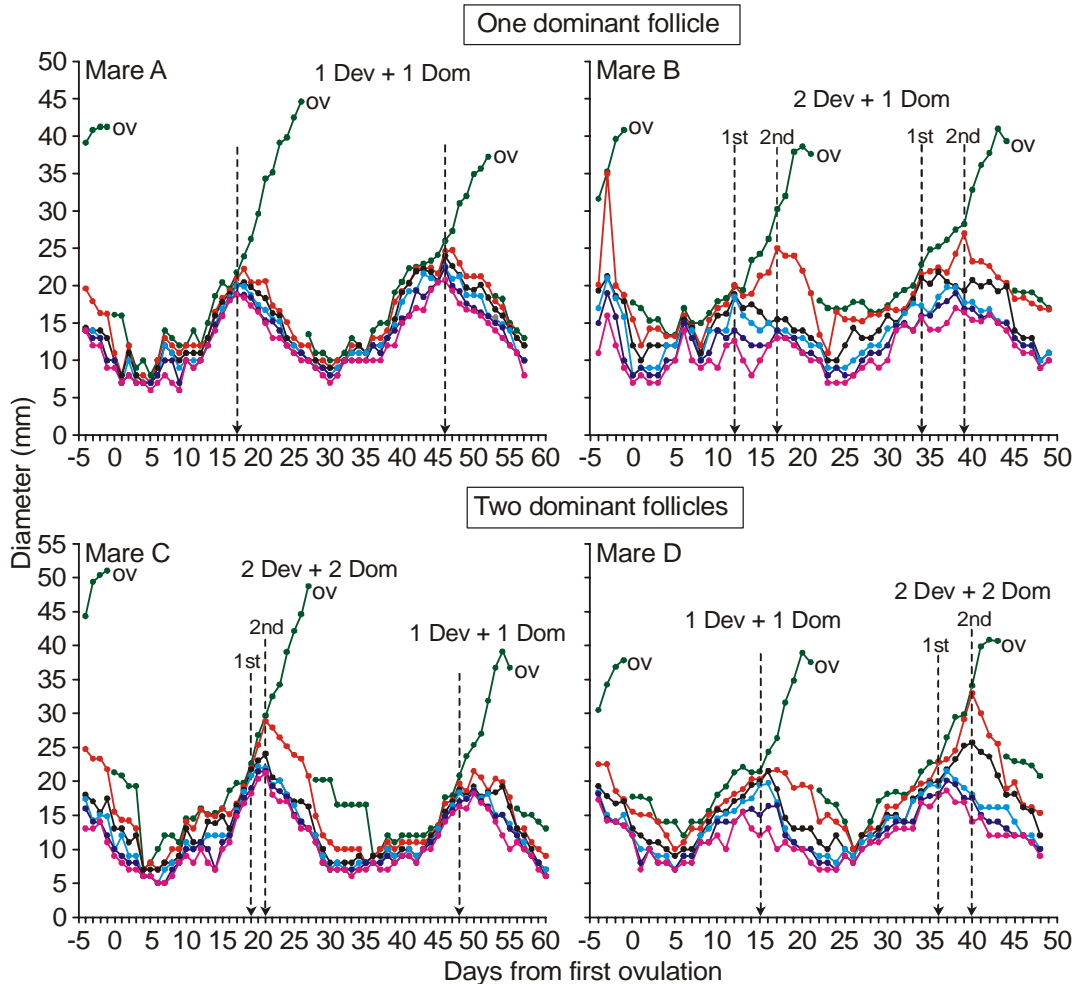 One dominant follicle
50 45 40 35 30 25 20 15 10 5 0
Mare A
1 Dev + 1 Dom
ov
ov
ov
-5 0 5 10 15 20 25 30 35 40 45 50 55 60
Mare B
2 Dev + 1 Dom
1st 2nd
1st 2nd
ov
ov
ov
-5 0 5 10 15 20 25 30 35 40 45 50
Diameter (mm)
Two dominant follicles
55 50 45 40 35 30 25 20 15 10 5 0
Mare C
2 Dev + 2 Dom
1st 2nd
1 Dev + 1 Dom
ov
ov
ov
-5 0 5 10 15 20 25 30 35 40 45 50 55 60
Mare D
1 Dev + 1 Dom
2 Dev + 2 Dom
1st 2nd
ov
ov
ov
-5 0 5 10 15 20 25 30 35 40 45 50
Days from first ovulation